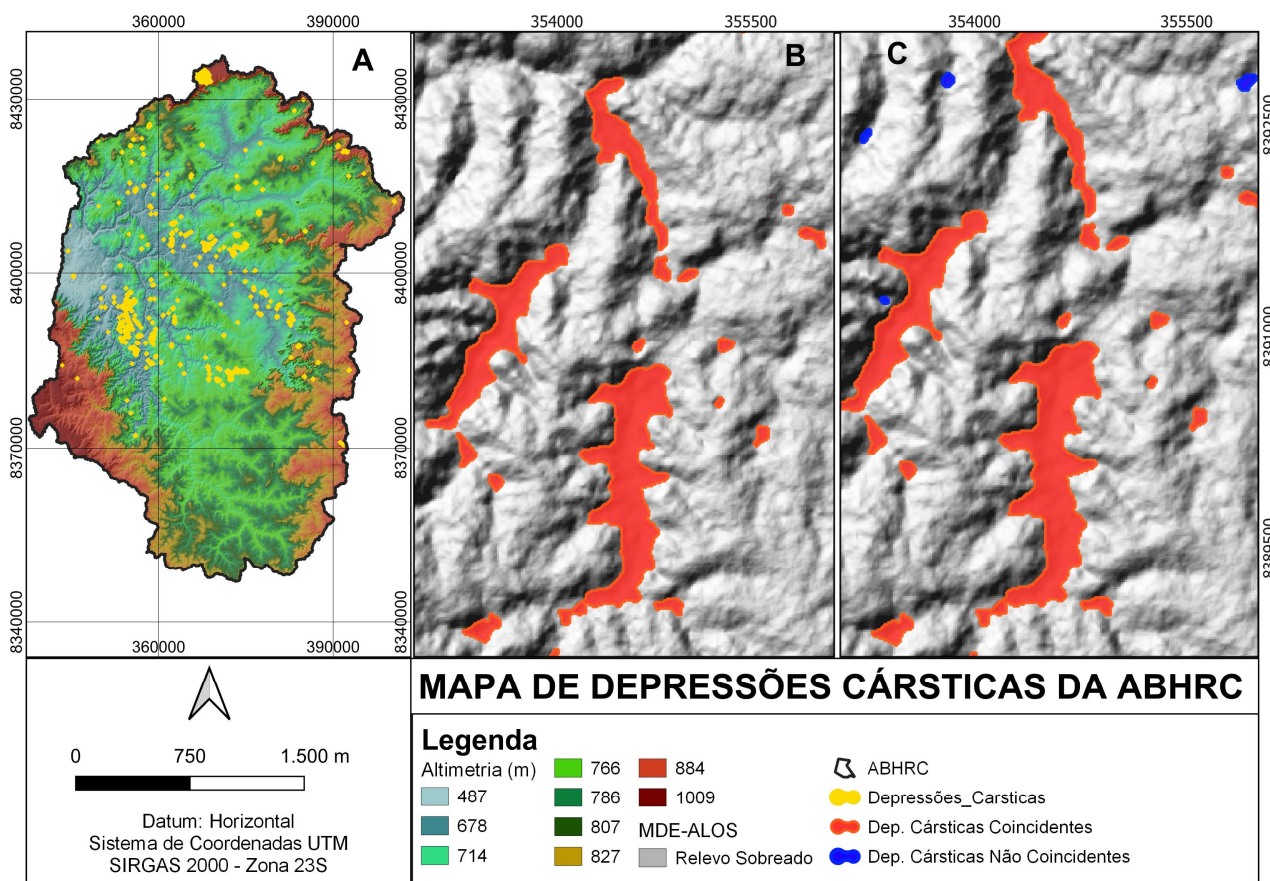 360000 390000 354000 355500 354000 355500
A
B
C
8430000
8400000
8370000
8340000
8430000
8400000
8370000
8340000
8392500
8391000
8389500
360000 390000
MAPA DE DEPRESSÕES CÁRSTICAS DA ABHRC
0 750 1.500 m
Datum: Horizontal
Sistema de Coordenadas UTM
SIRGAS 2000 - Zona 23S
Legenda
Altimetria (m)
487
678
714
766
786
807
827
884
1009
MDE-ALOS
Relevo Sobreado
ABHRC
Depressões_Carsticas
Dep. Cársticas Coincidentes
Dep. Cársticas Não Coincidentes